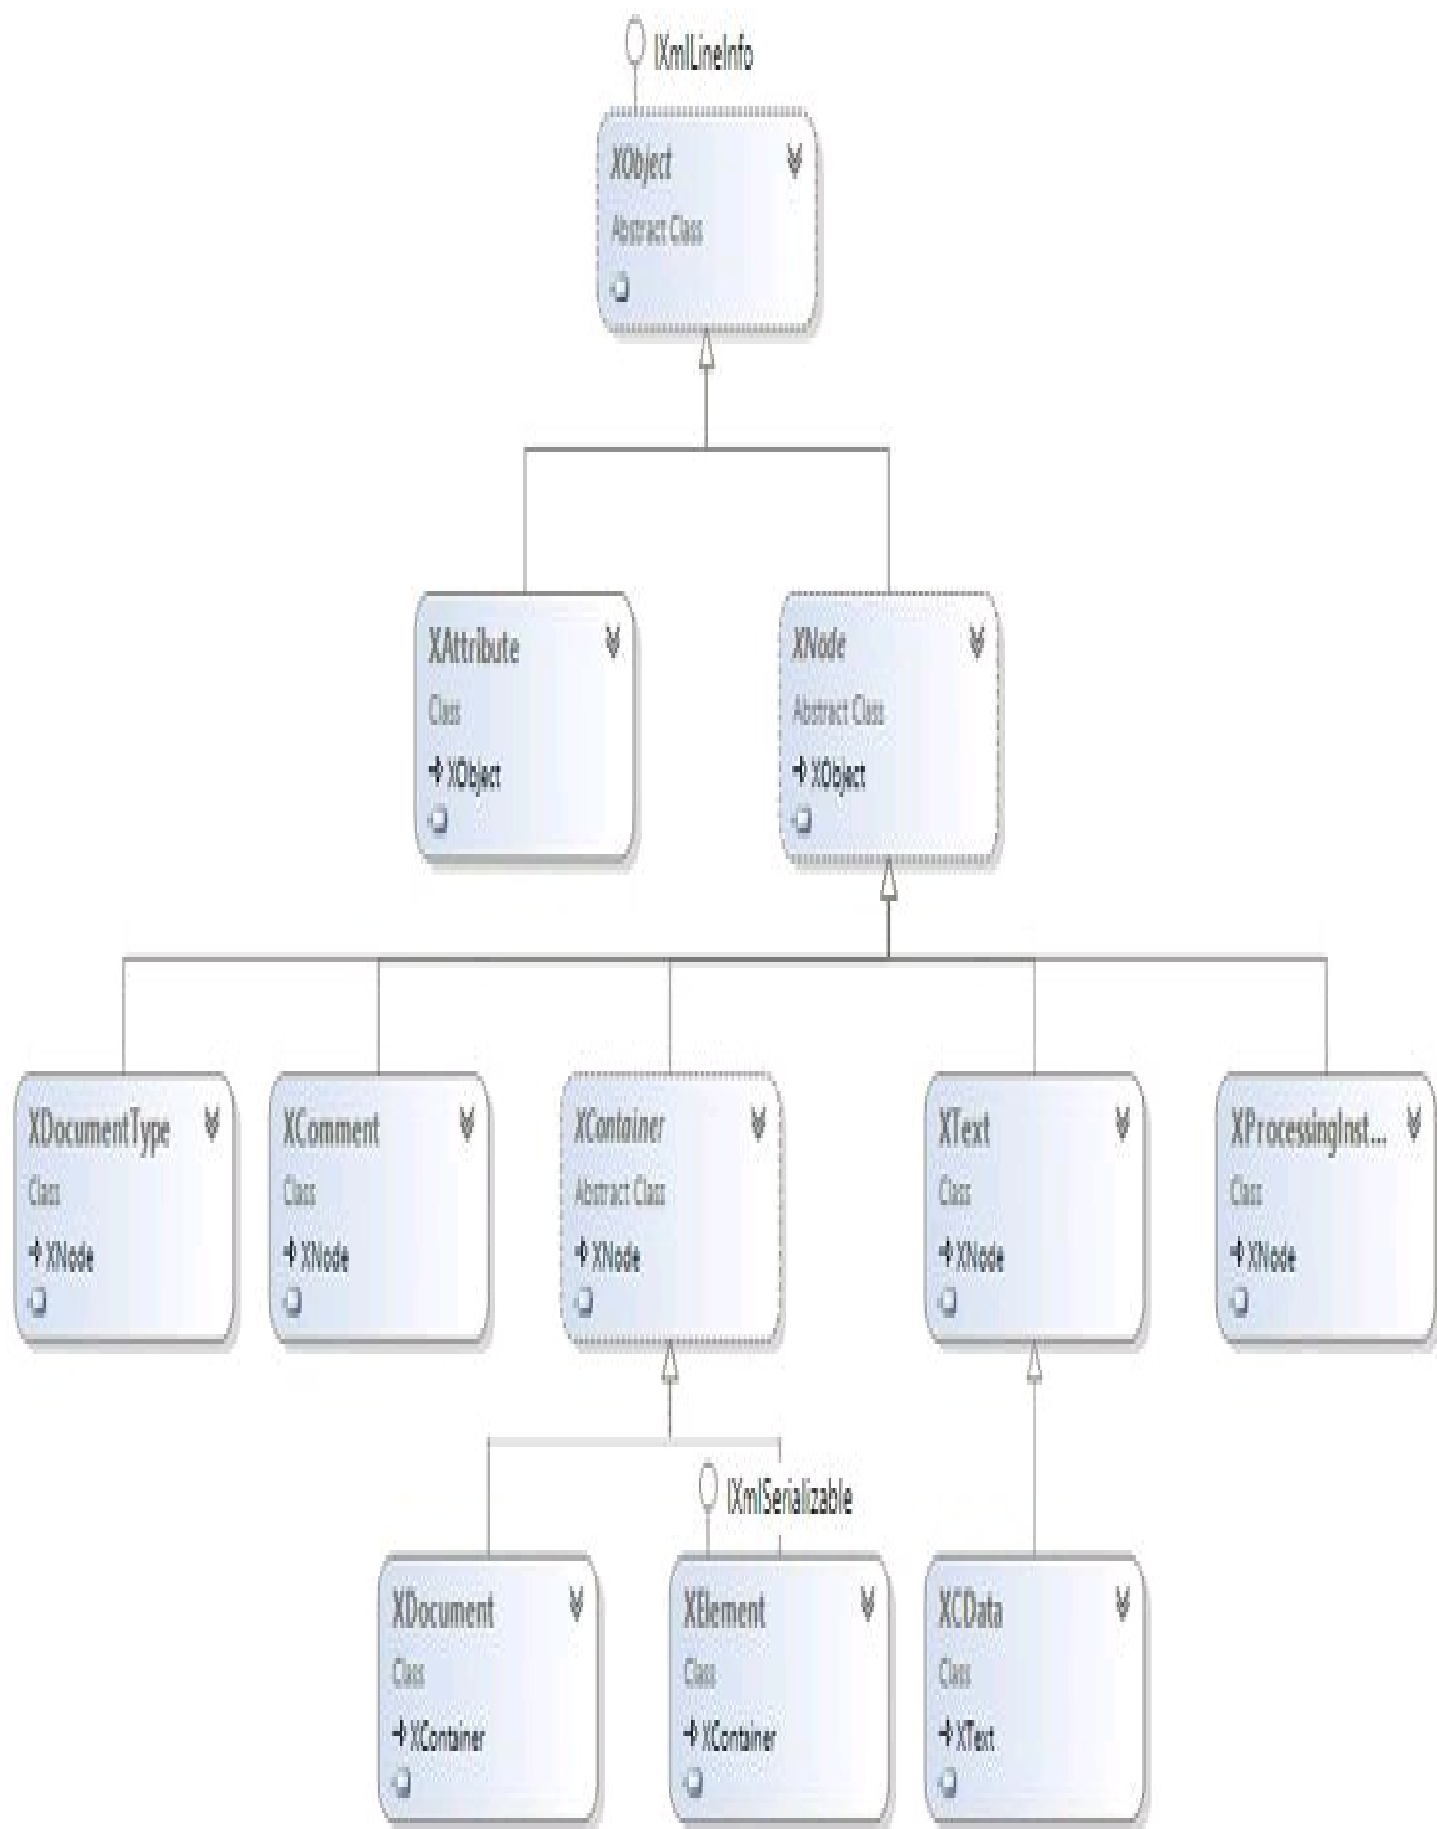 IXmlLineInfo
XObject
Abstract Class
XAttribute
Class
XObject
XNode
Abstract Class
XObject
XDocumentType
Class
XNode
XComment
Class
XNode
XContainer
Abstract Class
XNode
XText
Class
XNode
XProcessingInst...
Class
XNode
IXmlSerializable
XDocument
Class
XContainer
XElement
Class
XContainer
XCData
Class
XText